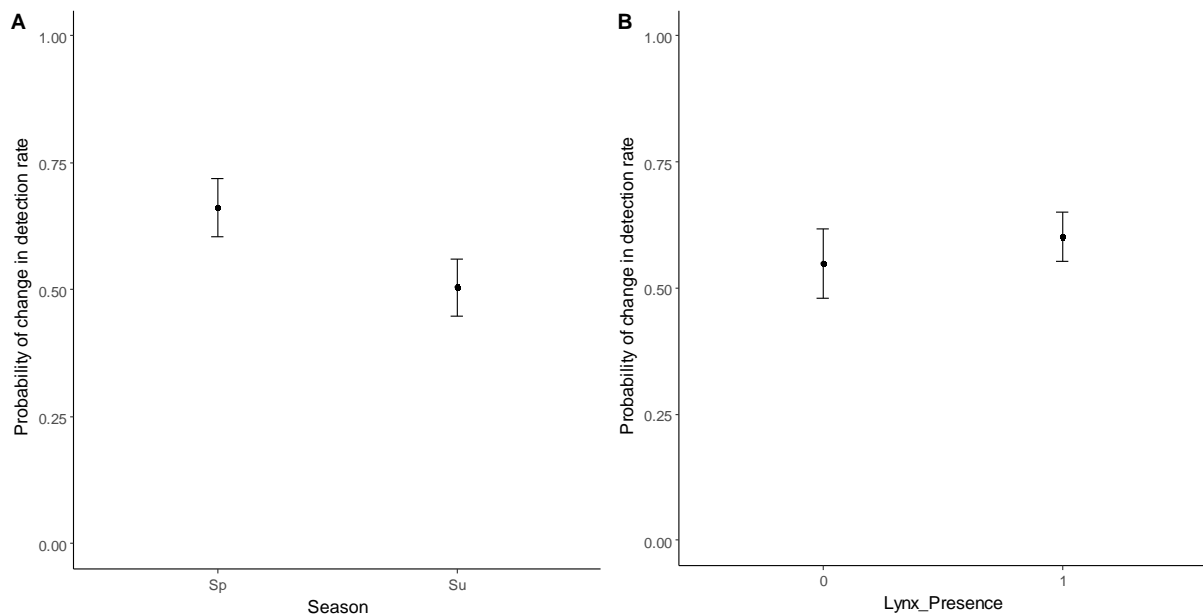 A
Probability of change in detection rate
1.00
0.75
0.50
0.25
0.00
Sp
Su
Season
B
Probability of change in detection rate
1.00
0.75
0.50
0.25
0.00
0
1
Lynx_Presence